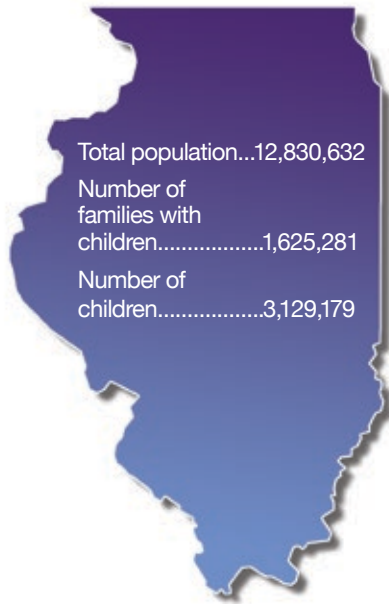 Total population...12,830,632
Number of
families with
children..................1,625,281
Number of
children..................3,129,179